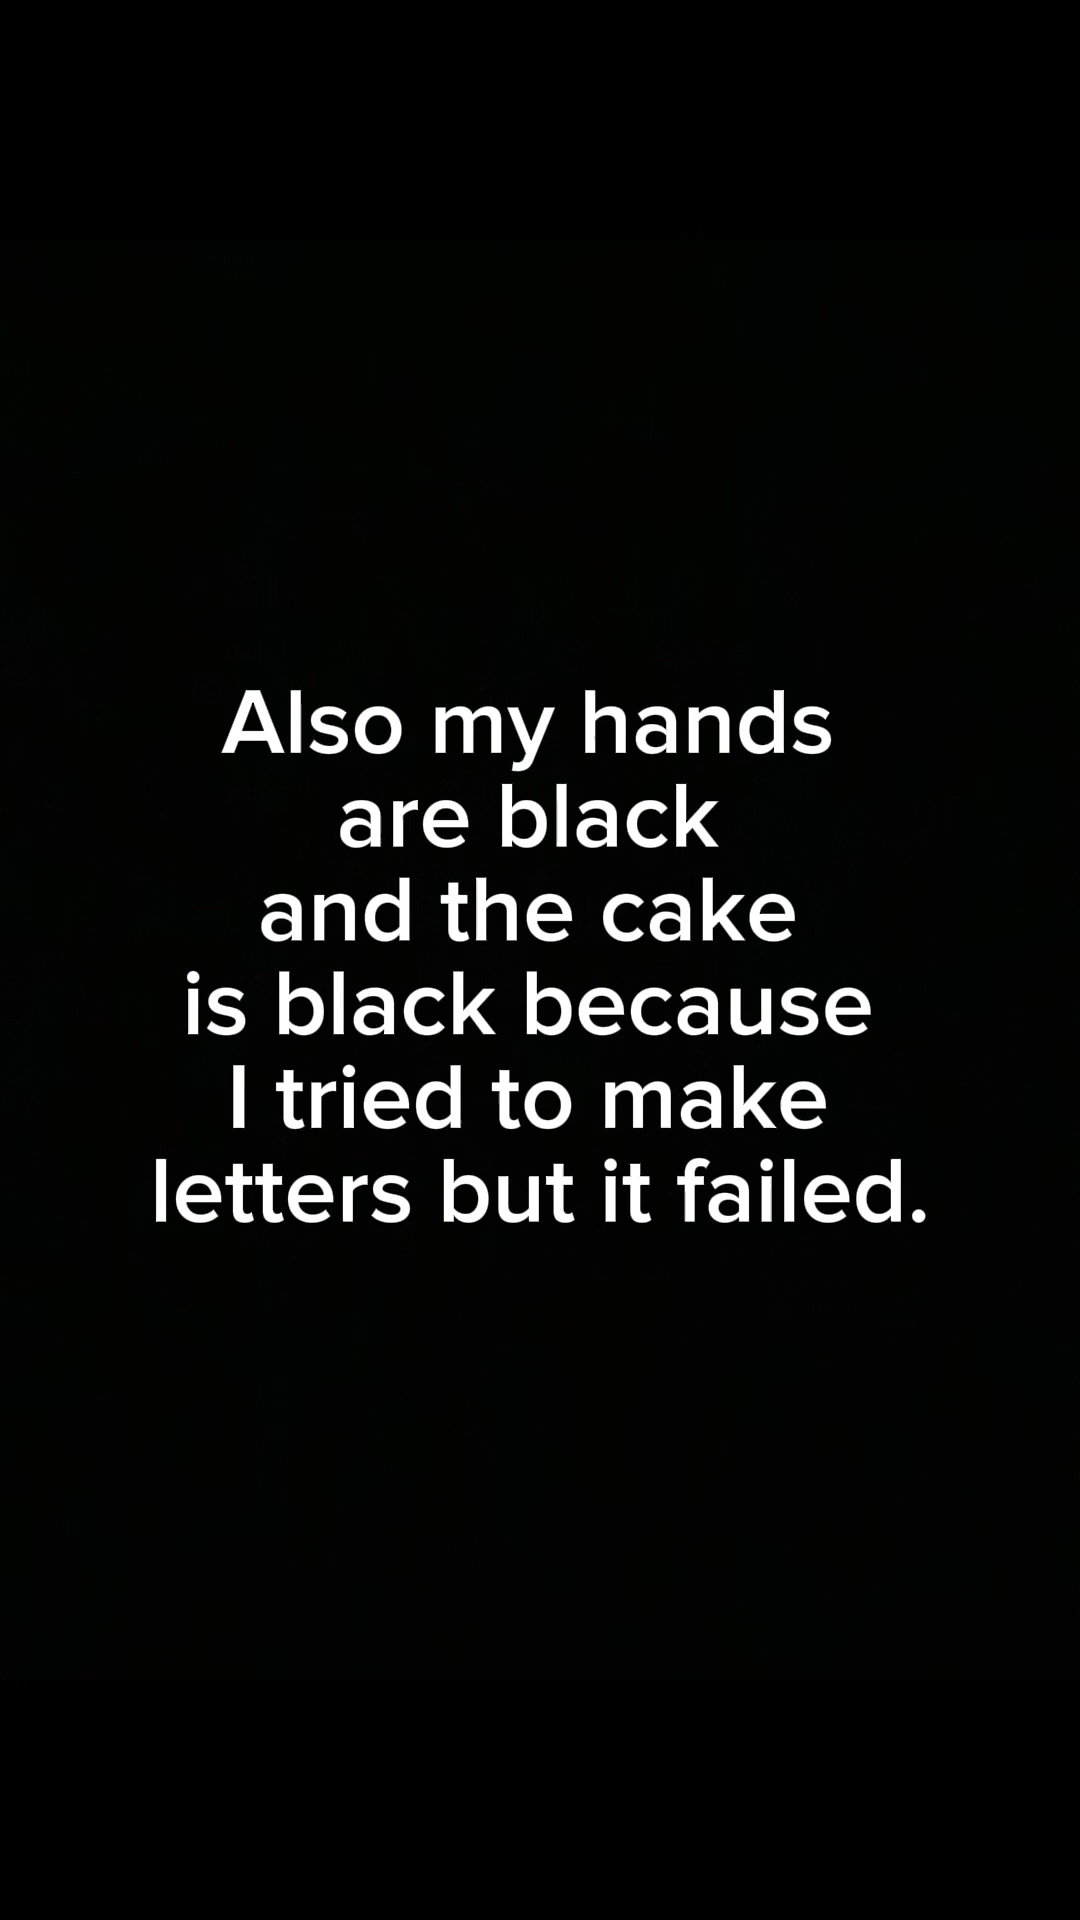 Also my hands
are black
and the cake
is black because
I tried to make
letters but it failed.